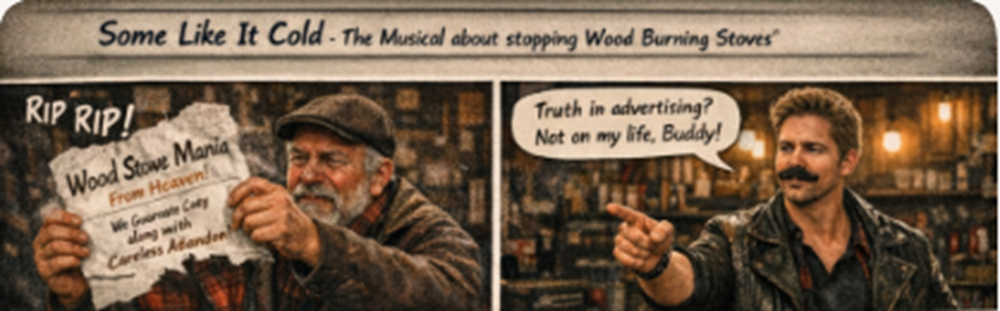 Some Like It Cold - The Musical about stopping Wood Burning Stoves"
RIP RIP!
Wood Stove Mania
From Heaven!
We Guurnate Cozy
along with
Careless Abandon!
Truth in advertising?
Not on my life, Buddy!